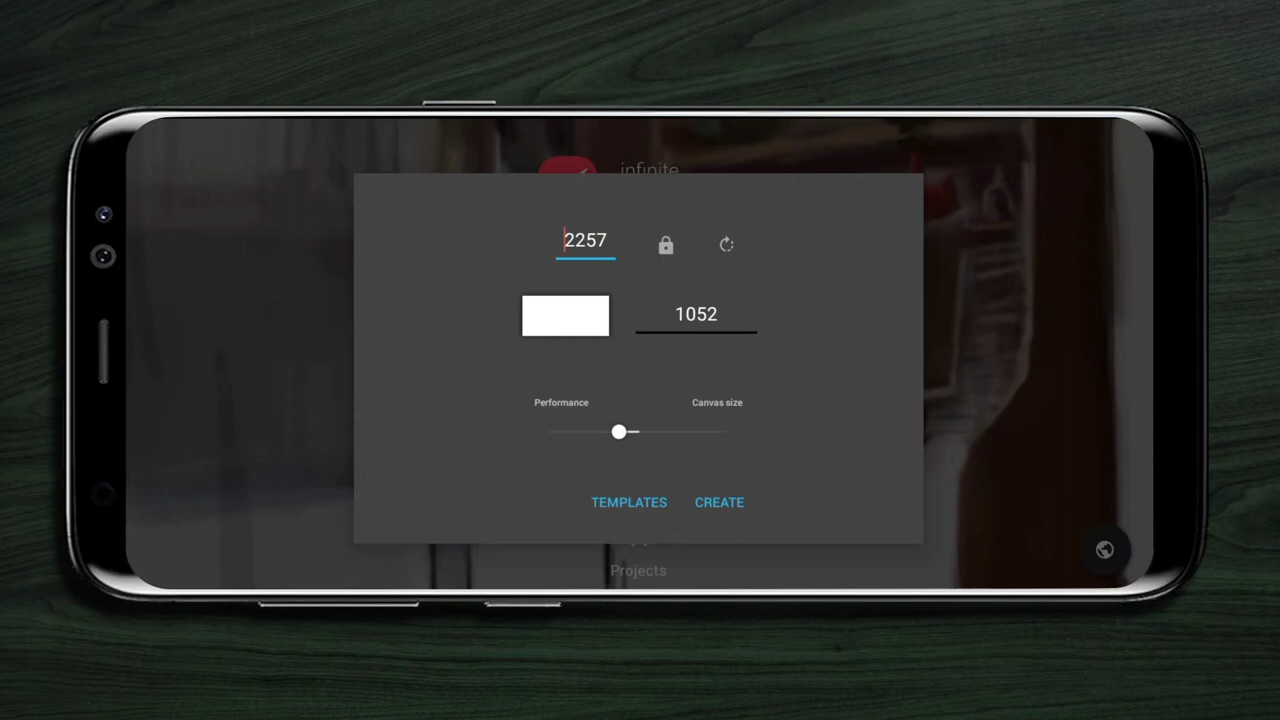 infinite
2257
1052
Performance Canvas size
TEMPLATES CREATE
Projects